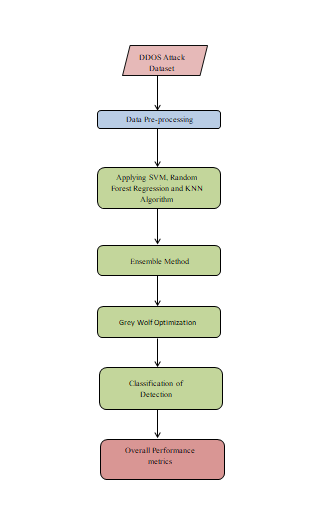 DDOS Attack
Dataset
Data Pre-processing
Applying SVM, Random
Forest Regression and KNN
Algorithm
Ensemble Method
Grey Wolf Optimization
Classification of
Detection
Overall Performance
metrics